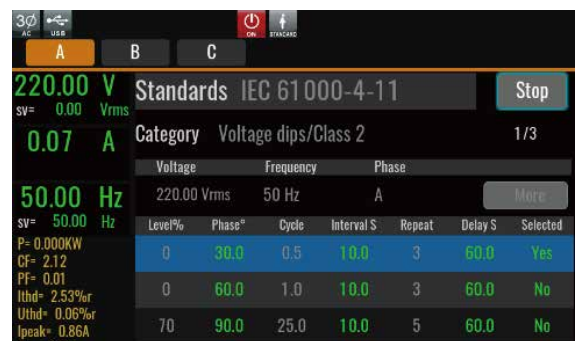 3Ø
AC USB ON STANDARD
A B C
220.00 V
sv= 0.00 Vrms
0.07 A
50.00 Hz
sv= 50.00 Hz
P= 0.000KW
CF= 2.12
PF= 0.01
Ithd= 2.53%r
Uthd= 0.06%r
Ipeak= 0.86A
Standards IEC 61000-4-11 Stop
Category Voltage dips/Class 2 1/3
Voltage Frequency Phase
220.00 Vrms 50 Hz A More
Level% Phase° Cycle Interval S Repeat Delay S Selected
0 30.0 0.5 10.0 3 60.0 Yes
0 60.0 1.0 10.0 3 60.0 No
70 90.0 25.0 10.0 5 60.0 No